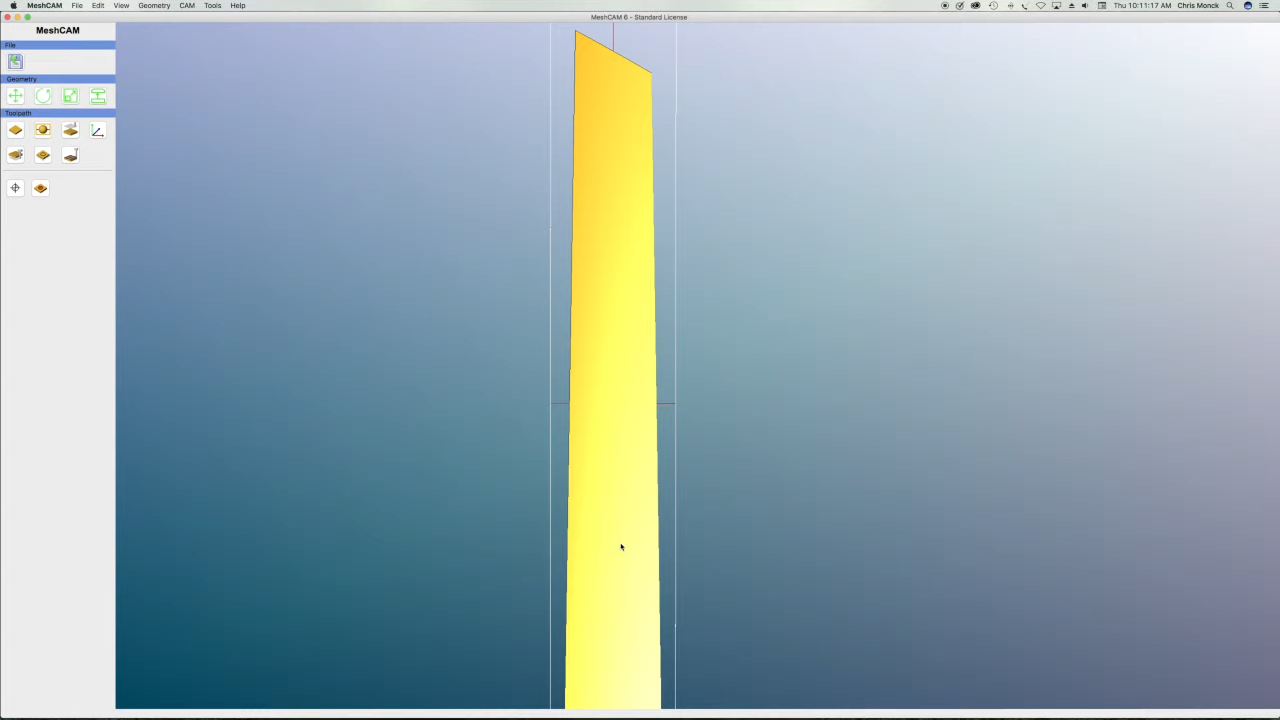 MeshCAM File Edit View Geometry CAM Tools Help Thu 10:11:17 AM Chris Monck
MeshCAM 6 - Standard License
MeshCAM
File
Geometry
Toolpath